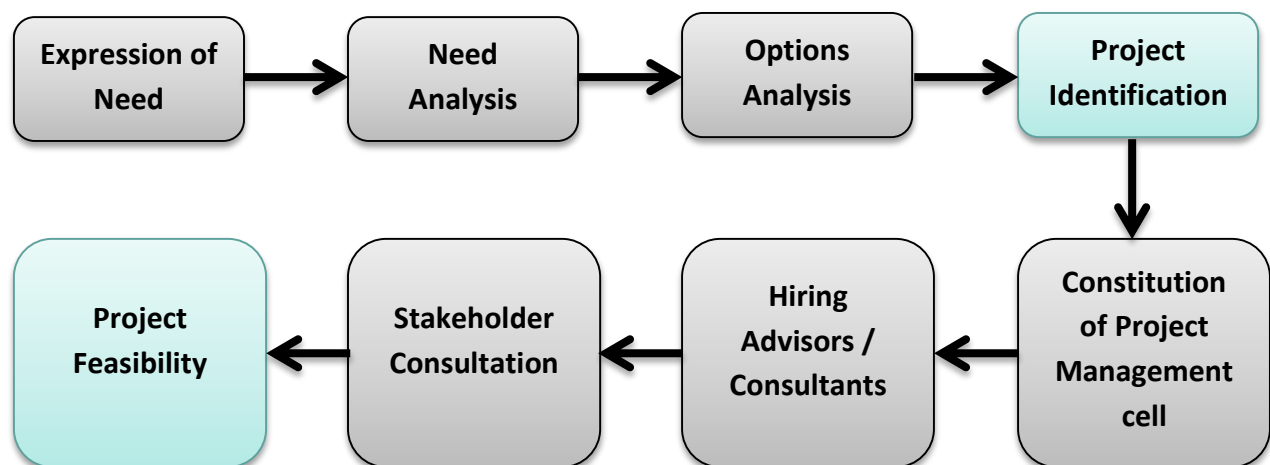 Expression of
Need
Need
Analysis
Options
Analysis
Project
Identification
Constitution
of Project
Management
cell
Hiring
Advisors /
Consultants
Stakeholder
Consultation
Project
Feasibility